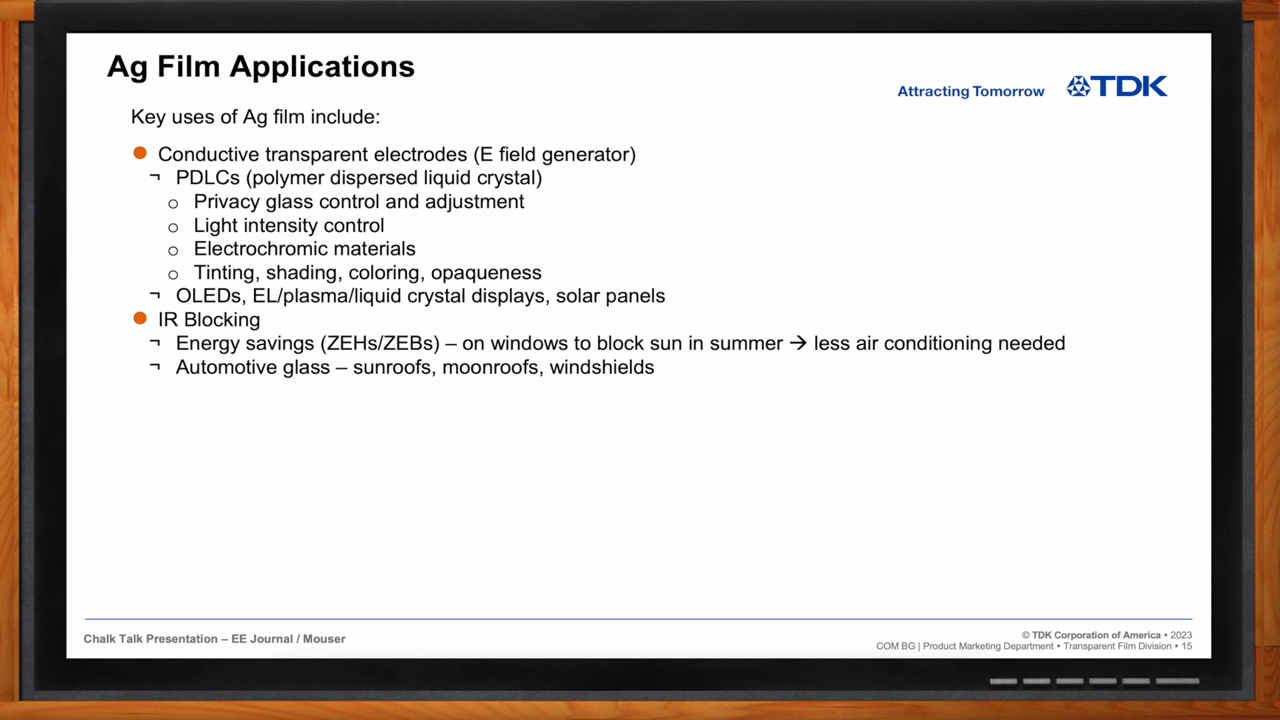 Ag Film Applications
Attracting Tomorrow TDK
Key uses of Ag film include:
Conductive transparent electrodes (E field generator)
¬ PDLCs (polymer dispersed liquid crystal)
o Privacy glass control and adjustment
o Light intensity control
o Electrochromic materials
o Tinting, shading, coloring, opaqueness
¬ OLEDs, EL/plasma/liquid crystal displays, solar panels
IR Blocking
¬ Energy savings (ZEHs/ZEBs) – on windows to block sun in summer → less air conditioning needed
¬ Automotive glass – sunroofs, moonroofs, windshields
Chalk Talk Presentation – EE Journal / Mouser
© TDK Corporation of America • 2023
COM BG | Product Marketing Department • Transparent Film Division • 15